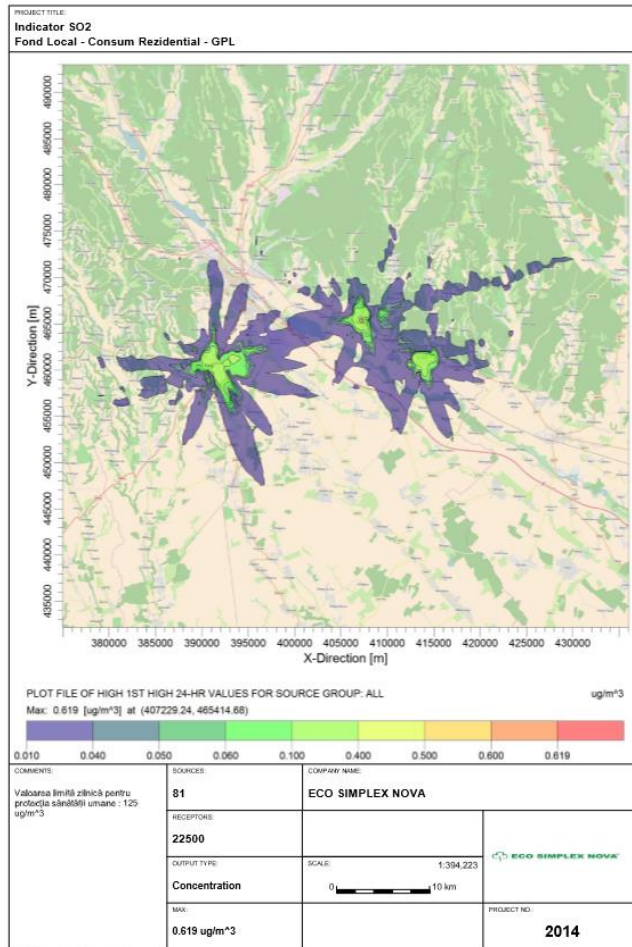 PROJECT TITLE:
Indicator SO2
Fond Local - Consum Rezidential - GPL
Y-Direction [m]
490000
485000
480000
475000
470000
465000
460000
455000
450000
445000
440000
435000
380000 385000 390000 395000 400000 405000 410000 415000 420000 425000 430000
X-Direction [m]
PLOT FILE OF HIGH 1ST HIGH 24-HR VALUES FOR SOURCE GROUP: ALL ug/m^3
Max: 0.619 [ug/m^3] at (407229.24, 465414.68)
0.010 0.040 0.050 0.060 0.100 0.400 0.500 0.600 0.619
COMMENTS:
Valoarea limită zilnică pentru
protecția sănătății umane : 125
ug/m^3
SOURCES:
81
COMPANY NAME:
ECO SIMPLEX NOVA
RECEPTORS:
22500
OUTPUT TYPE:
Concentration
SCALE: 1:394,223
0 10 km
ECO SIMPLEX NOVA
MAX:
0.619 ug/m^3
PROJECT NO.:
2014